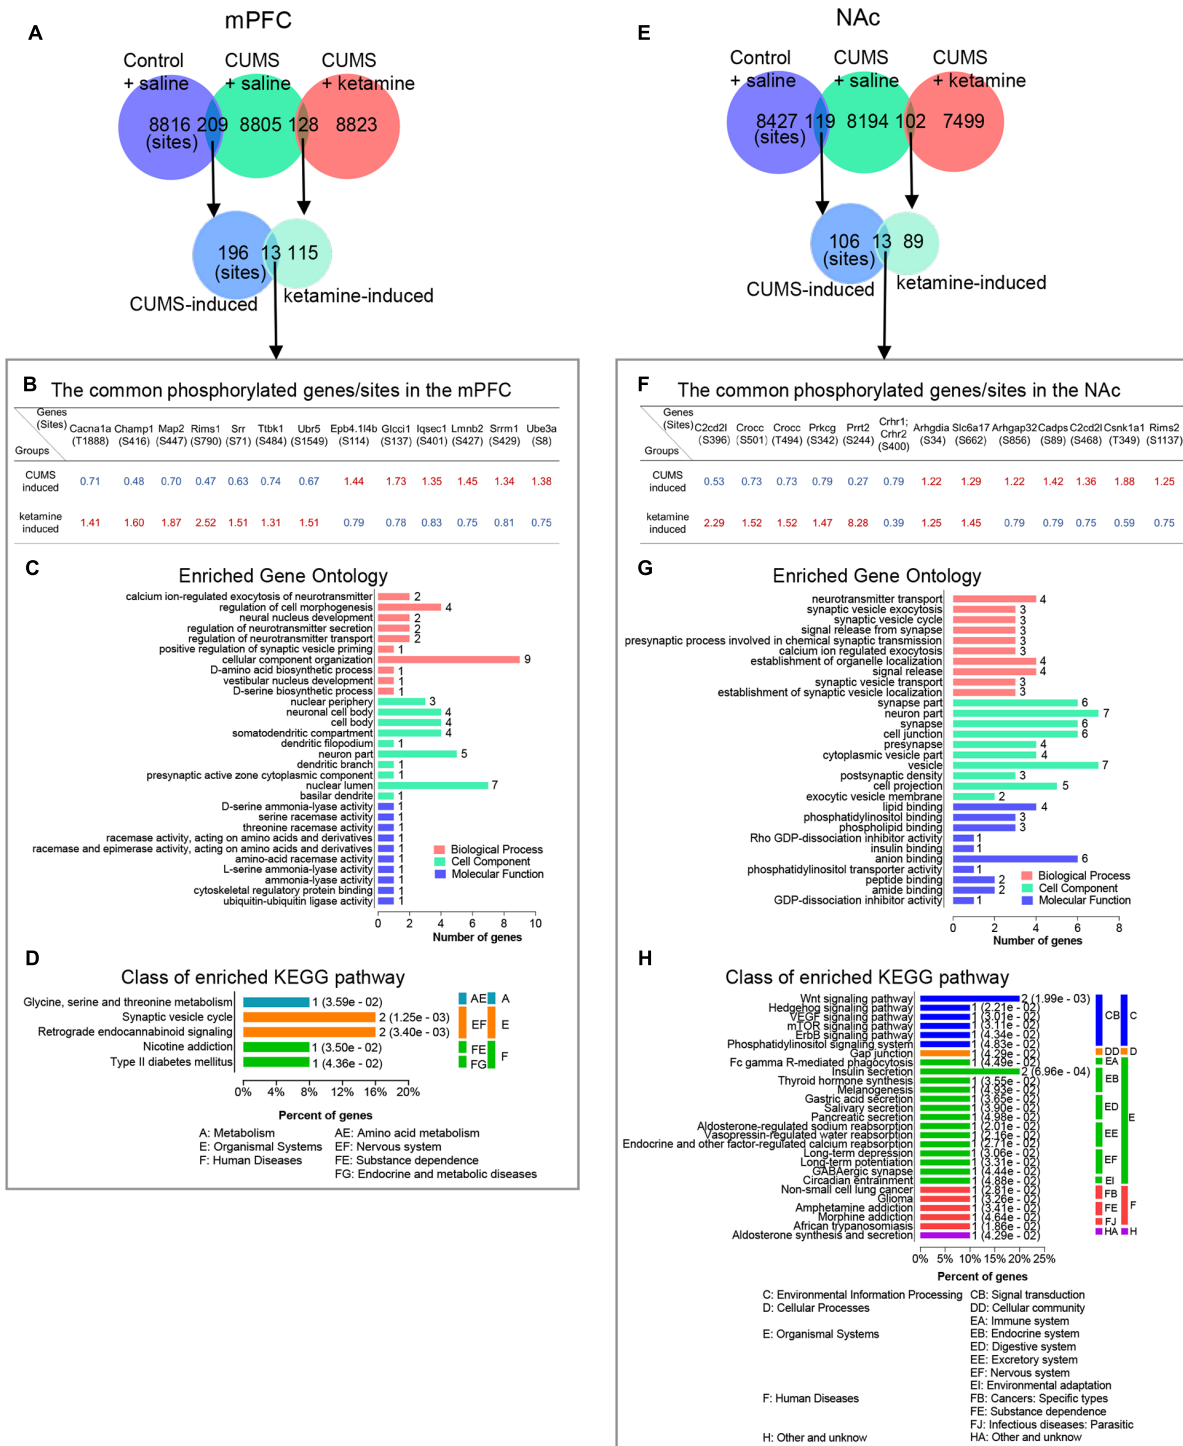 A
mPFC
Control + saline
CUMS + saline
CUMS + ketamine
8816 (sites)
209
8805
128
8823
196 (sites)
13
115
CUMS-induced
ketamine-induced
B The common phosphorylated genes/sites in the mPFC
Genes (Sites)
Groups
Cacna1a (T1888) Champ1 (S416) Map2 (S447) Rims1 (S790) Srr (S71) Ttbk1 (S484) Ubr5 (S1549) Epb4.1l4b (S114) Glcci1 (S137) Iqsec1 (S401) Lmnb2 (S427) Srrm1 (S429) Ube3a (S8)
CUMS induced 0.71 0.48 0.70 0.47 0.63 0.74 0.67 1.44 1.73 1.35 1.45 1.34 1.38
ketamine induced 1.41 1.60 1.87 2.52 1.51 1.31 1.51 0.79 0.78 0.83 0.75 0.81 0.75
C
Enriched Gene Ontology
calcium ion-regulated exocytosis of neurotransmitter 2
regulation of cell morphogenesis 4
neural nucleus development 2
regulation of neurotransmitter secretion 2
regulation of neurotransmitter transport 2
positive regulation of synaptic vesicle priming 1
cellular component organization 9
D-amino acid biosynthetic process 1
vestibular nucleus development 1
D-serine biosynthetic process 1
nuclear periphery 3
neuronal cell body 4
cell body 4
somatodendritic compartment 4
dendritic filopodium 1
neuron part 5
dendritic branch 1
presynaptic active zone cytoplasmic component 1
nuclear lumen 7
basilar dendrite 1
D-serine ammonia-lyase activity 1
serine racemase activity 1
threonine racemase activity 1
racemase activity, acting on amino acids and derivatives 1
racemase and epimerase activity, acting on amino acids and derivatives 1
amino-acid racemase activity 1
L-serine ammonia-lyase activity 1
ammonia-lyase activity 1
cytoskeletal regulatory protein binding 1
ubiquitin-ubiquitin ligase activity 1
Biological Process
Cell Component
Molecular Function
0 2 4 6 8 10
Number of genes
D
Class of enriched KEGG pathway
Glycine, serine and threonine metabolism 1 (3.59e - 02) AE A
Synaptic vesicle cycle 2 (1.25e - 03)
EF E
Retrograde endocannabinoid signaling 2 (3.40e - 03)
Nicotine addiction 1 (3.50e - 02) FE
F
Type II diabetes mellitus 1 (4.36e - 02) FG
0% 4% 8% 12% 16% 20%
Percent of genes
A: Metabolism AE: Amino acid metabolism
E: Organismal Systems EF: Nervous system
F: Human Diseases FE: Substance dependence
FG: Endocrine and metabolic diseases
E
NAc
Control + saline
CUMS + saline
CUMS + ketamine
8427 (sites)
119
8194
102
7499
106 (sites)
13
89
CUMS-induced
ketamine-induced
F The common phosphorylated genes/sites in the NAc
Genes (Sites)
Groups
C2cd2l (S396) Crocc (S501) Crocc (T494) Prkcg (S342) Prrt2 (S244) Crhr1; Crhr2 (S400) Arhgdia (S34) Slc6a17 (S662) Arhgap32 (S856) Cadps (S89) C2cd2l (S468) Csnk1a1 (T349) Rims2 (S1137)
CUMS induced 0.53 0.73 0.73 0.79 0.27 0.79 1.22 1.29 1.22 1.42 1.36 1.88 1.25
ketamine induced 2.29 1.52 1.52 1.47 8.28 0.39 1.25 1.45 0.79 0.89 0.75 0.59 0.75
G
Enriched Gene Ontology
neurotransmitter transport 4
synaptic vesicle exocytosis 3
synaptic vesicle cycle 3
signal release from synapse 3
presynaptic process involved in chemical synaptic transmission 3
calcium ion regulated exocytosis 3
establishment of organelle localization 4
signal release 4
synaptic vesicle transport 3
establishment of synaptic vesicle localization 3
synapse part 6
neuron part 7
synapse 6
cell junction 6
presynapse 4
cytoplasmic vesicle part 4
vesicle 7
postsynaptic density 3
cell projection 5
exocytic vesicle membrane 2
lipid binding 4
phosphatidylinositol binding 3
phospholipid binding 3
Rho GDP-dissociation inhibitor activity 1
insulin binding 1
anion binding 6
phosphatidylinositol transporter activity 1
peptide binding 2
amide binding 2
GDP-dissociation inhibitor activity 1
Biological Process
Cell Component
Molecular Function
0 2 4 6 8
Number of genes
H
Class of enriched KEGG pathway
Wnt signaling pathway 2 (1.99e - 03)
Hedgehog signaling pathway 1 (2.21e - 02)
VEGF signaling pathway 1 (3.01e - 02) CB C
mTOR signaling pathway 1 (3.11e - 02)
ErbB signaling pathway 1 (4.34e - 02)
Phosphatidylinositol signaling system 1 (4.83e - 02)
Gap junction 1 (4.29e - 02) DD D
Fc gamma R-mediated phagocytosis 1 (4.49e - 02) EA
Insulin secretion 2 (6.96e - 04)
Thyroid hormone synthesis 1 (3.55e - 02) EB
Melanogenesis 1 (4.93e - 02)
Gastric acid secretion 1 (3.65e - 02)
Salivary secretion 1 (3.90e - 02) ED
Pancreatic secretion 1 (4.98e - 02) E
Aldosterone-regulated sodium reabsorption 1 (2.01e - 02)
Vasopressin-regulated water reabsorption 1 (2.16e - 02) EE
Endocrine and other factor-regulated calcium reabsorption 1 (2.71e - 02)
Long-term depression 1 (3.06e - 02)
Long-term potentiation 1 (3.31e - 02) EF
GABAergic synapse 1 (4.44e - 02)
Circadian entrainment 1 (4.88e - 02) EI
Non-small cell lung cancer 1 (2.81e - 02) FB
Glioma 1 (3.26e - 02)
Amphetamine addiction 1 (3.41e - 02) FE F
Morphine addiction 1 (4.64e - 02)
African trypanosomiasis 1 (1.86e - 02) FJ
Aldosterone synthesis and secretion 1 (4.29e - 02) HA H
0% 5% 10% 15% 20% 25%
Percent of genes
C: Environmental Information Processing CB: Signal transduction
D: Cellular Processes DD: Cellular community
EA: Immune system
E: Organismal Systems EB: Endocrine system
ED: Digestive system
EE: Excretory system
EF: Nervous system
EI: Environmental adaptation
F: Human Diseases FB: Cancers: Specific types
FE: Substance dependence
FJ: Infectious diseases: Parasitic
H: Other and unknow HA: Other and unknow